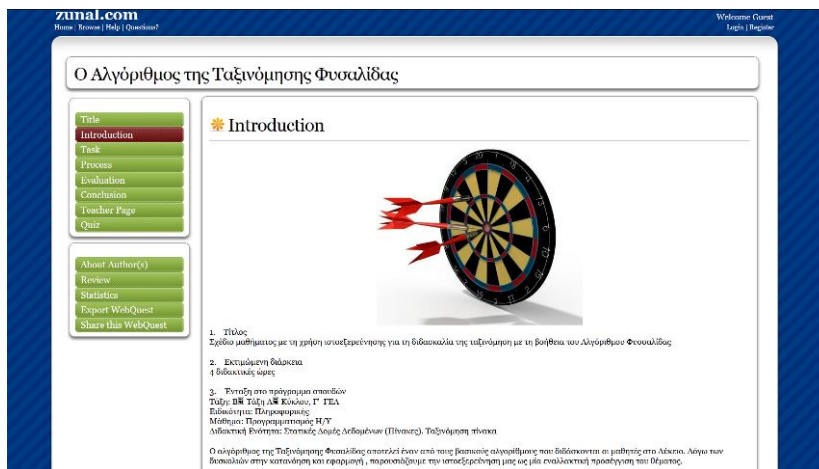 zunal.com
Home | Browse | Help | Questions?
Welcome Guest
Login | Register
Ο Αλγόριθμος της Ταξινόμησης Φυσαλίδας
Title
Introduction
Task
Process
Evaluation
Conclusion
Teacher Page
Quiz
About Author(s)
Review
Statistics
Export WebQuest
Share this WebQuest
Introduction
1. Τίτλος
Σχέδιο μαθήματος με τη χρήση ιστοεξερεύνησης για τη διδασκαλία της ταξινόμηση με τη βοήθεια του Αλγόριθμου Φυσσαλίδας
2. Εκτιμώμενη διάρκεια
4 διδακτικές ώρες
3. Ένταξη στο πρόγραμμα σπουδών
Τάξη: Β Τάξη Α Κύκλου, Γ' ΓΕΛ
Ειδικότητα: Πληροφορικής
Μάθημα: Προγραμματισμός Η/Υ
Διδακτική Ενότητα: Στατικές Δομές Δεδομένων (Πίνακες). Ταξινόμηση πίνακα
Ο αλγόριθμος της Ταξινόμησης Φυσαλίδας αποτελεί έναν από τους βασικούς αλγορίθμους που διδάσκονται οι μαθητές στο Λύκειο. Λόγω των
δυσκολιών στην κατανόηση και εφαρμογή , παρουσιάζουμε την ιστοεξερεύνηση μας ως μία εναλλακτική προσέγγιση του θέματος.